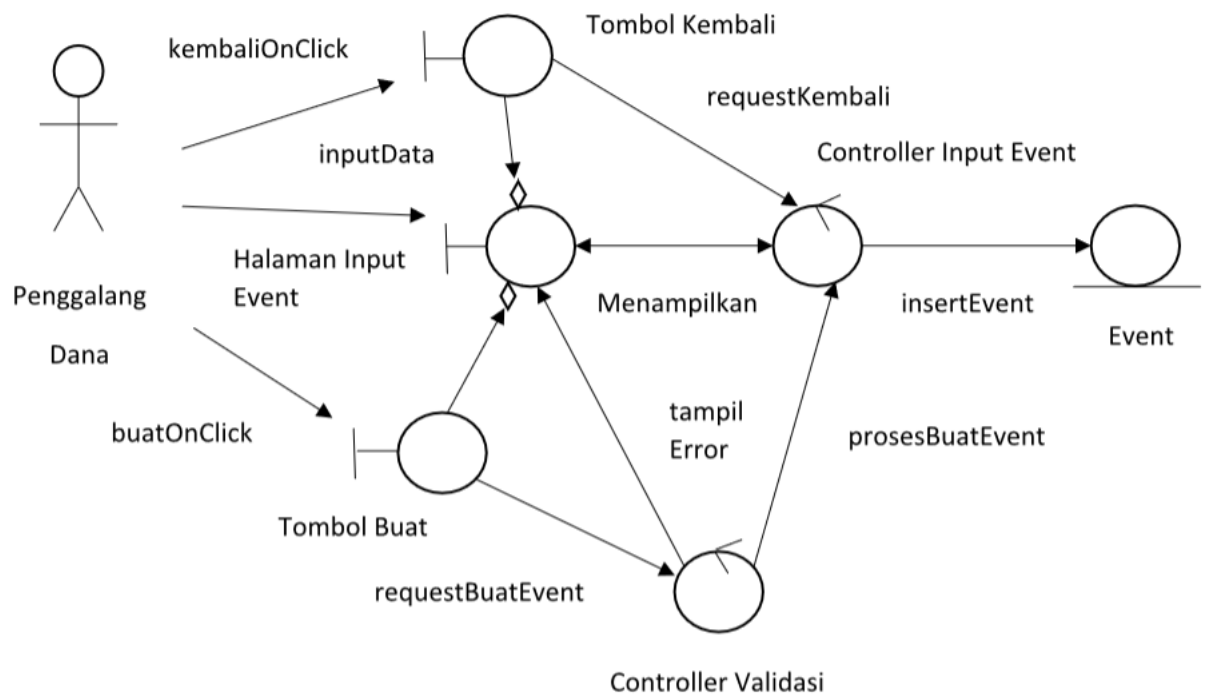 Tombol Kembali
kembaliOnClick
requestKembali
inputData
Controller Input Event
Halaman Input
Event
Penggalang
Dana
Menampilkan
insertEvent
Event
buatOnClick
tampil
Error
prosesBuatEvent
Tombol Buat
requestBuatEvent
Controller Validasi